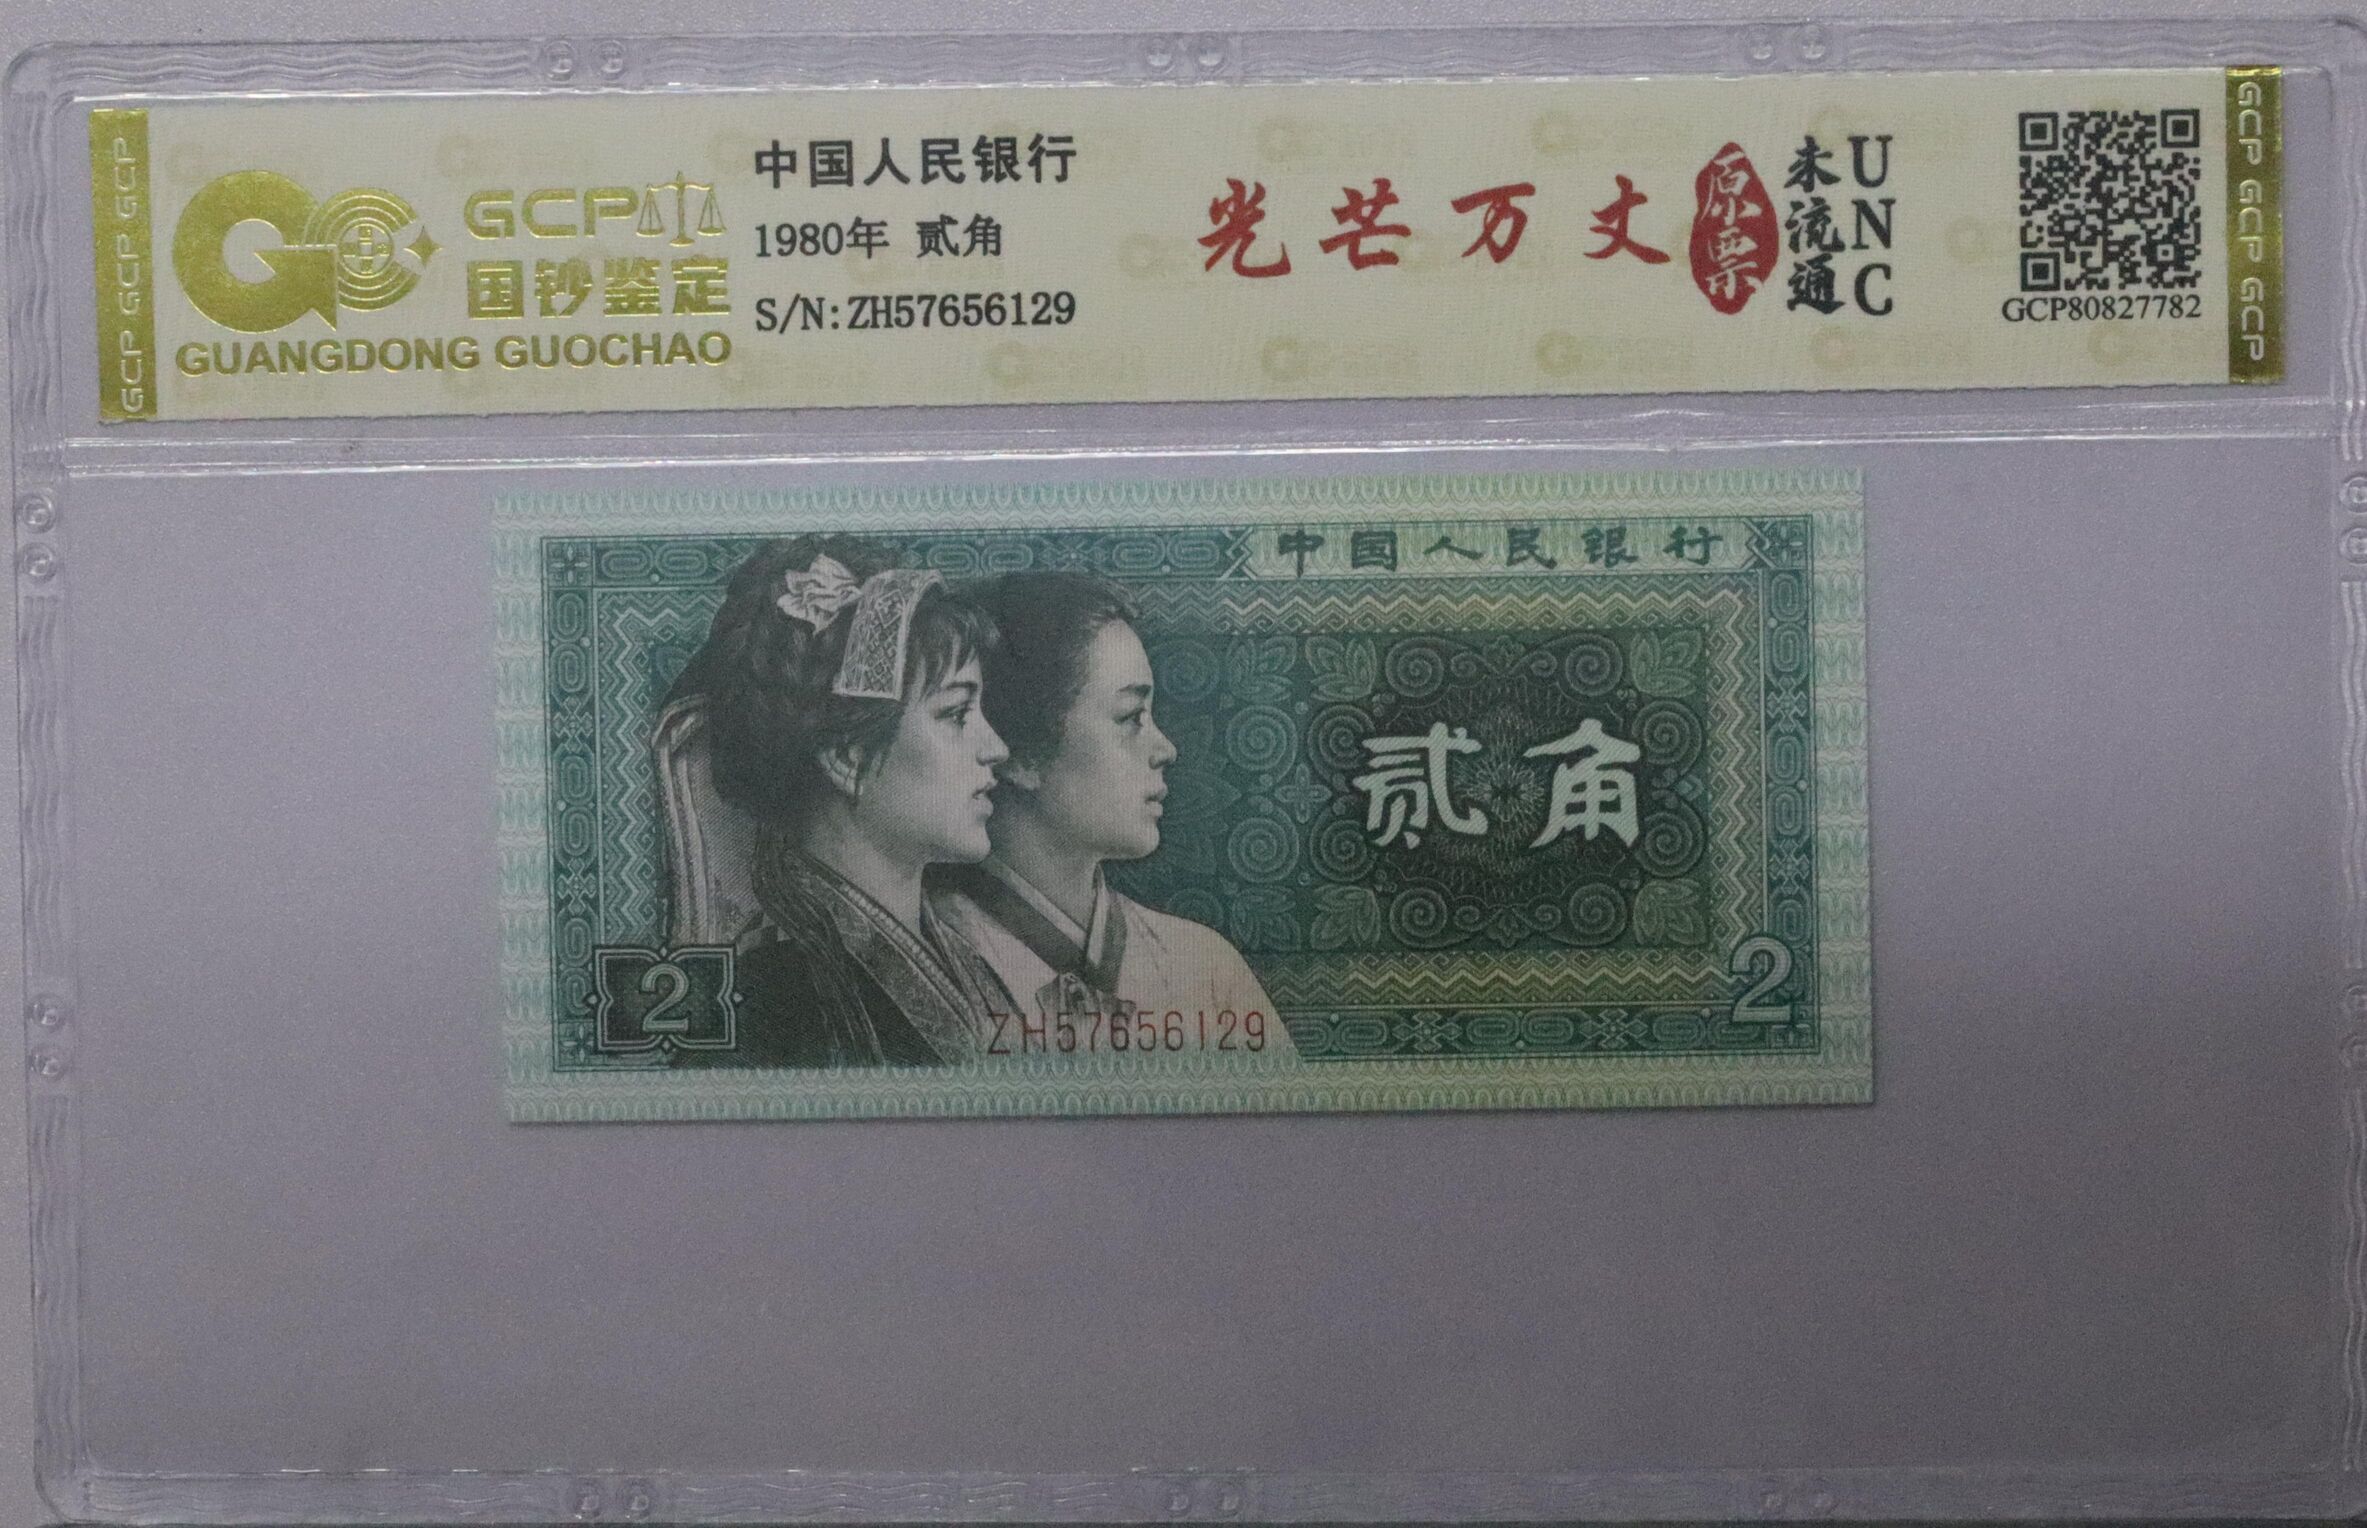 GCP GCP GCP
GCP
国钞鉴定
GUANGDONG GUOCHAO
中国人民银行
1980年 贰角
S/N:ZH57656129
光芒万丈
原票
未流通
UNC
GCP80827782
GCP GCP GCP
中国人民银行
贰角
2
2
ZH57656129